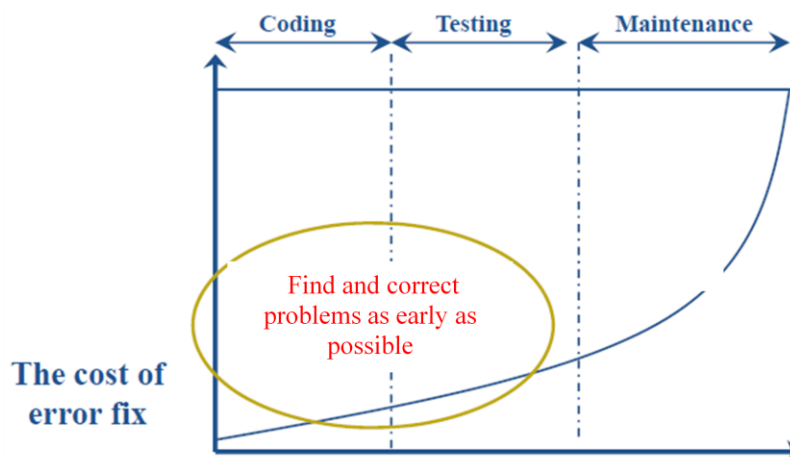 Coding
Testing
Maintenance
Find and correct
problems as early as
possible
The cost of
error fix